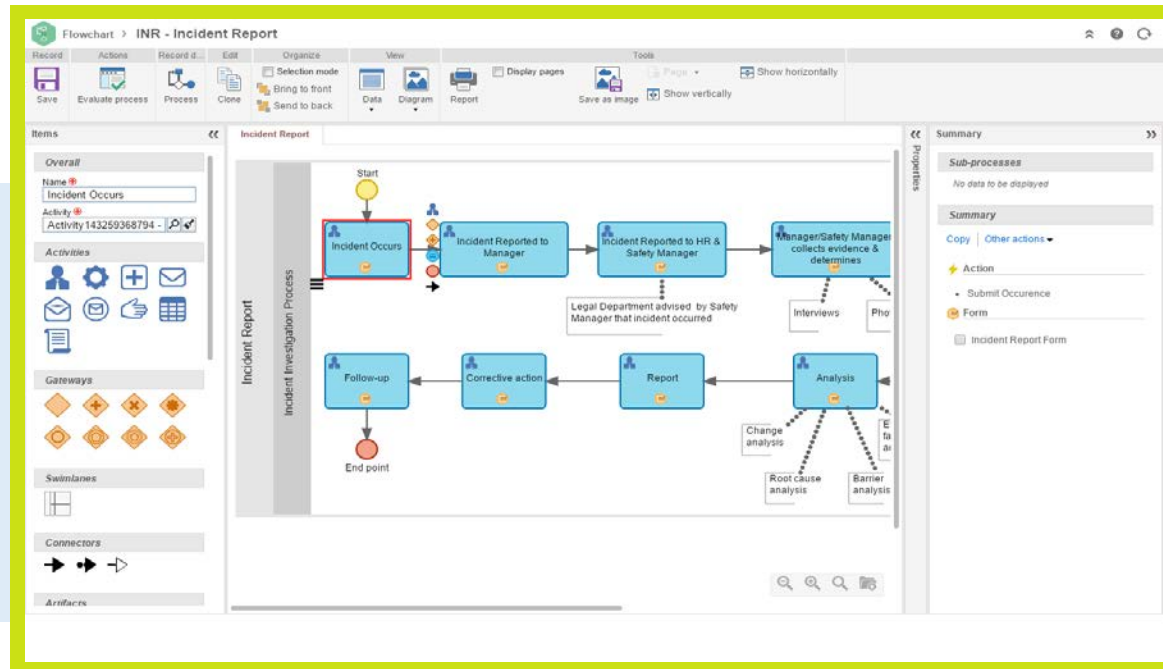 Flowchart > INR - Incident Report
Record Actions Record d... Edit Organize View Tools
Save
Evaluate process
Process
Clone
Selection mode
Bring to front
Send to back
Data
Diagram
Report
Display pages
Save as image
Page
Show vertically
Show horizontally
Items
Overall
Name
Incident Occurs
Activity
Activity143259368794 -
Activities
Gateways
Swimlanes
Connectors
Artifacts
Incident Report
Incident Report
Incident Investigation Process
Start
Incident Occurs
Incident Reported to
Manager
Incident Reported to HR &
Safety Manager
Manager/Safety Manager
collects evidence &
determines
Legal Department advised by Safety
Manager that incident occurred
Interviews
Pho
Follow-up
Corrective action
Report
Analysis
End point
Change
analysis
Root cause
analysis
Barrier
analysis
Properties
Summary
Sub-processes
No data to be displayed
Summary
Copy Other actions
Action
Submit Occurence
Form
Incident Report Form